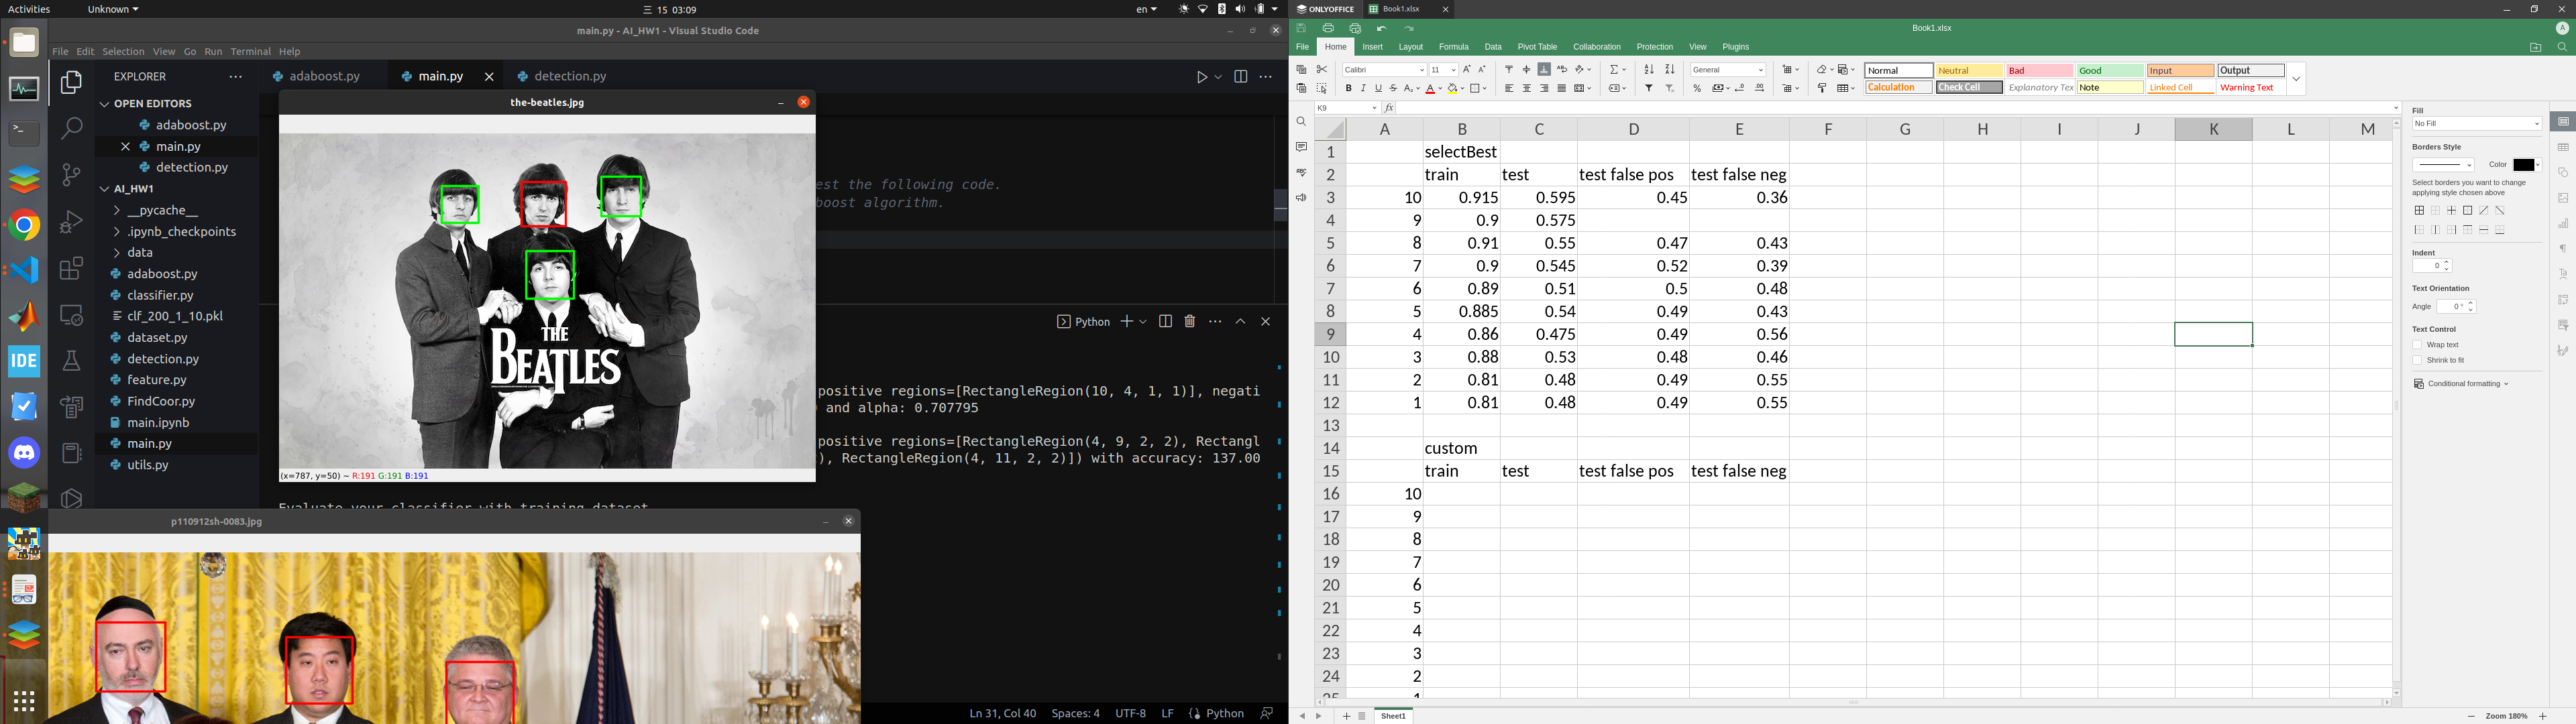 Activities
Unknown
三 15 03:09
en
main.py - AI_HW1 - Visual Studio Code
File Edit Selection View Go Run Terminal Help
EXPLORER
adaboost.py
main.py
detection.py
OPEN EDITORS
adaboost.py
main.py
detection.py
AI_HW1
__pycache__
.ipynb_checkpoints
data
adaboost.py
classifier.py
clf_200_1_10.pkl
dataset.py
detection.py
feature.py
FindCoor.py
main.ipynb
main.py
utils.py
IDE
the-beatles.jpg
THE
BEATLES
(x=787, y=50) ~ R:191 G:191 B:191
est the following code.
boost algorithm.
Python
positive regions=[RectangleRegion(10, 4, 1, 1)], negati
and alpha: 0.707795
positive regions=[RectangleRegion(4, 9, 2, 2), Rectangl
), RectangleRegion(4, 11, 2, 2)]) with accuracy: 137.00
Evaluate your classifier with training dataset
p110912sh-0083.jpg
Ln 31, Col 40 Spaces: 4 UTF-8 LF Python
ONLYOFFICE
Book1.xlsx
Book1.xlsx
A
File Home Insert Layout Formula Data Pivot Table Collaboration Protection View Plugins
Calibri 11 General
Normal Neutral Bad Good Input Output
Calculation Check Cell Explanatory Tex Note Linked Cell Warning Text
K9
fx
A B C D E F G H I J K L M
1 selectBest
2 train test test false pos test false neg
3 10 0.915 0.595 0.45 0.36
4 9 0.9 0.575
5 8 0.91 0.55 0.47 0.43
6 7 0.9 0.545 0.52 0.39
7 6 0.89 0.51 0.5 0.48
8 5 0.885 0.54 0.49 0.43
9 4 0.86 0.475 0.49 0.56
10 3 0.88 0.53 0.48 0.46
11 2 0.81 0.48 0.49 0.55
12 1 0.81 0.48 0.49 0.55
13
14 custom
15 train test test false pos test false neg
16 10
17 9
18 8
19 7
20 6
21 5
22 4
23 3
24 2
25 1
Sheet1
Zoom 180%
Fill
No Fill
Borders Style
Color
Select borders you want to change
applying style chosen above
Indent
0
Text Orientation
Angle 0 °
Text Control
Wrap text
Shrink to fit
Conditional formatting